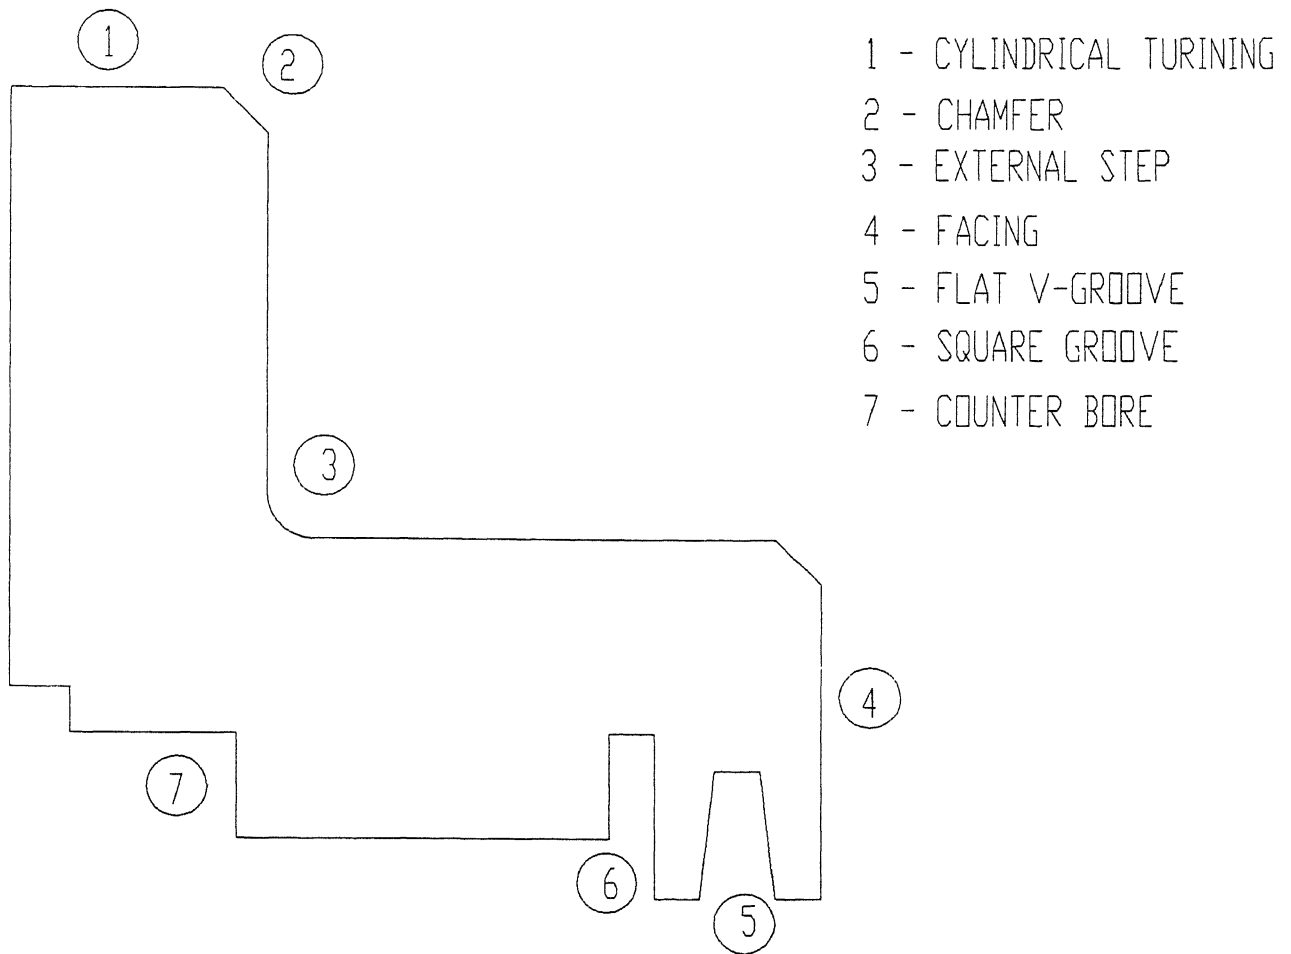 1
2
1 - CYLINDRICAL TURINING
2 - CHAMFER
3 - EXTERNAL STEP
4 - FACING
5 - FLAT V-GROOVE
6 - SQUARE GROOVE
7 - COUNTER BORE
3
4
7
6
5